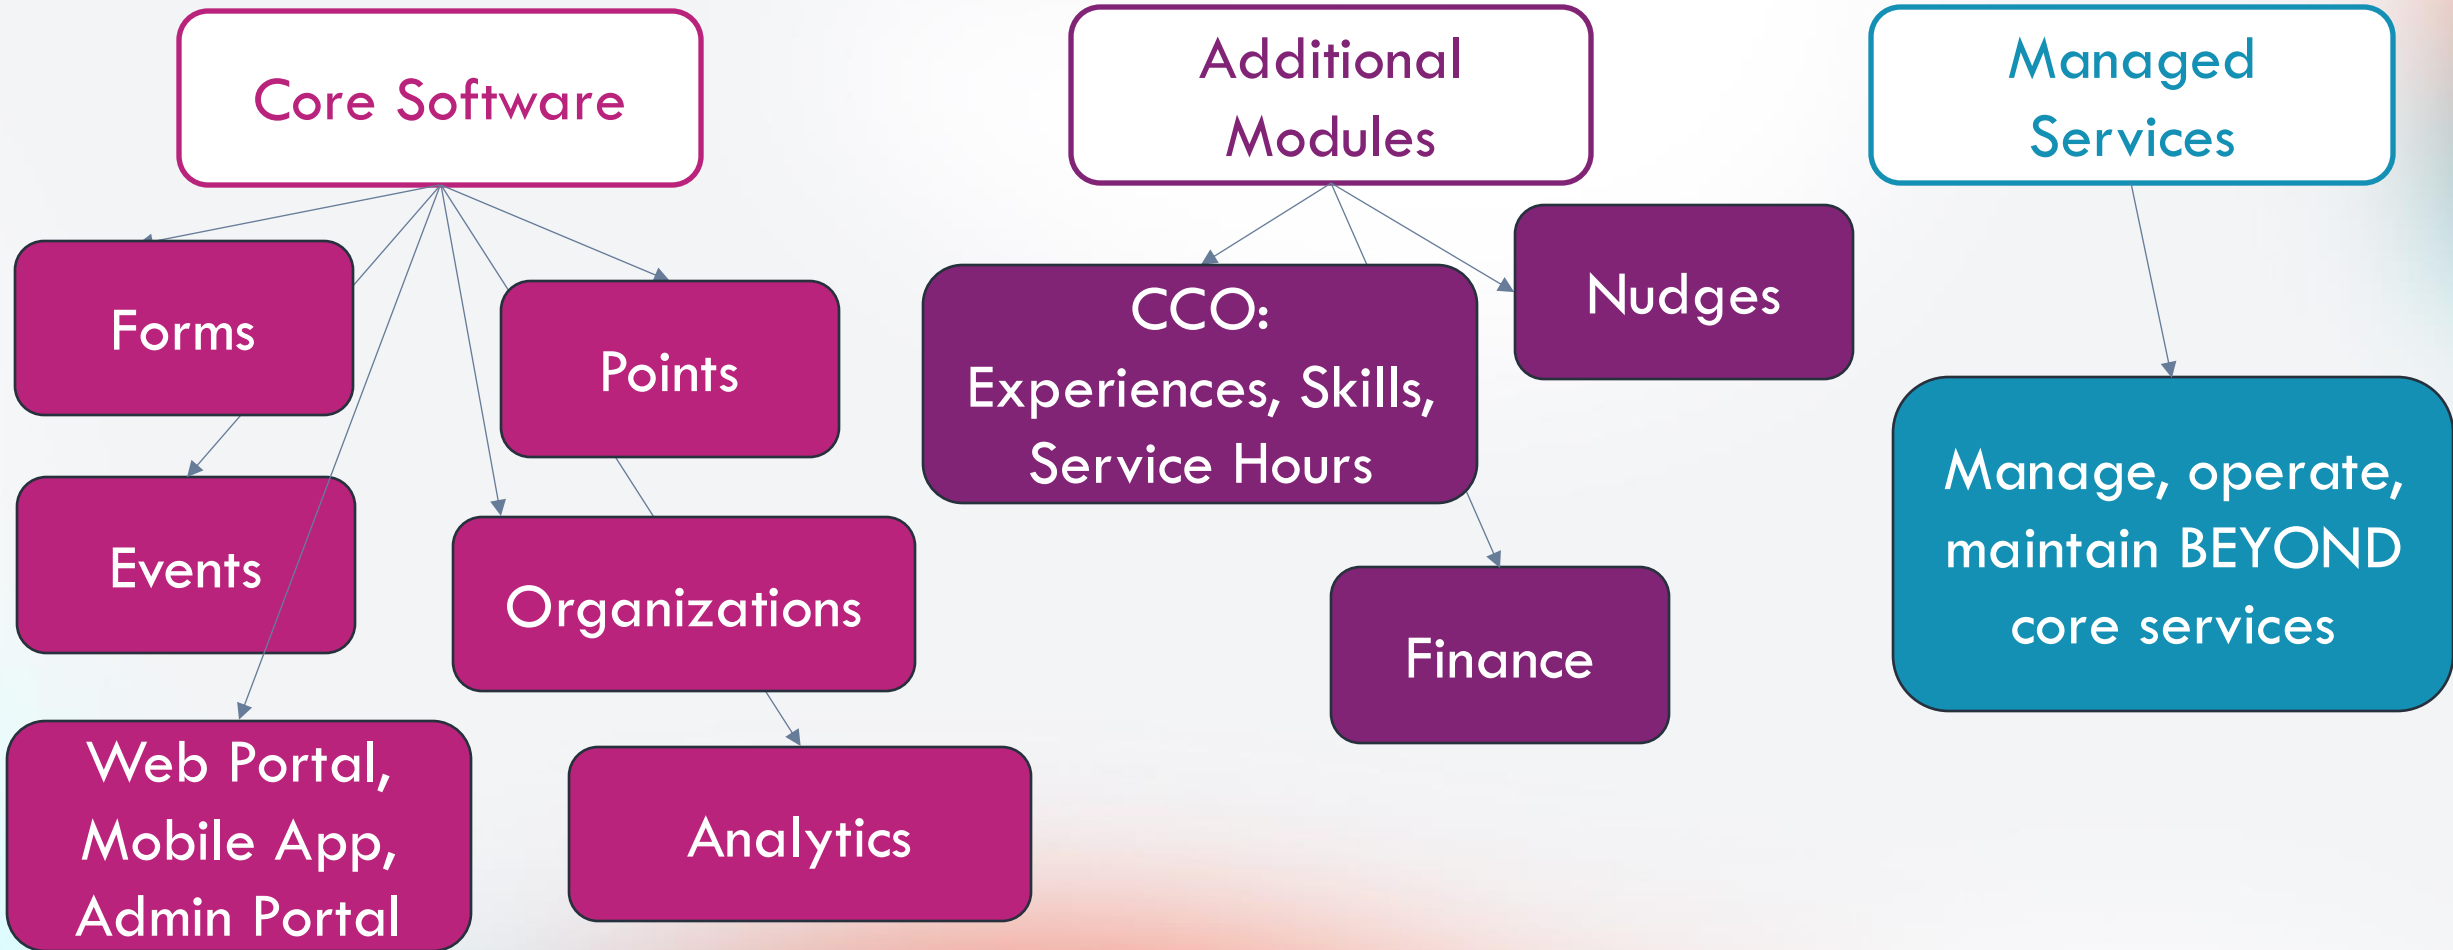 Core Software
Additional
Modules
Managed
Services
Forms
Points
Events
Organizations
Web Portal,
Mobile App,
Admin Portal
Analytics
CCO:
Experiences, Skills,
Service Hours
Nudges
Finance
Manage, operate,
maintain BEYOND
core services